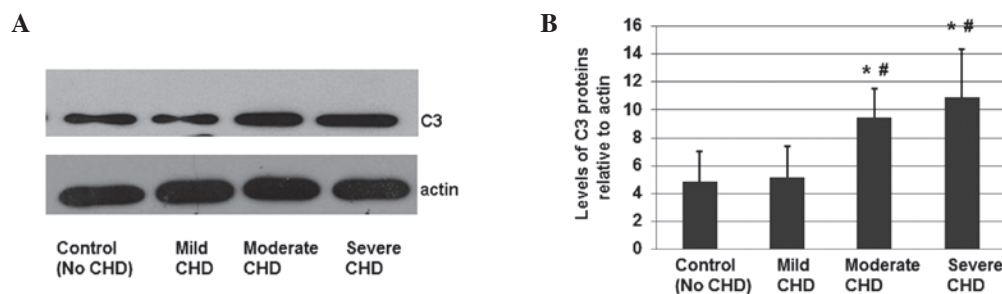 A
C3
actin
Control
(No CHD)
Mild
CHD
Moderate
CHD
Severe
CHD
B
Levels of C3 proteins
relative to actin
16
14
12
10
8
6
4
2
0
* #
* #
Control
(No CHD)
Mild
CHD
Moderate
CHD
Severe
CHD